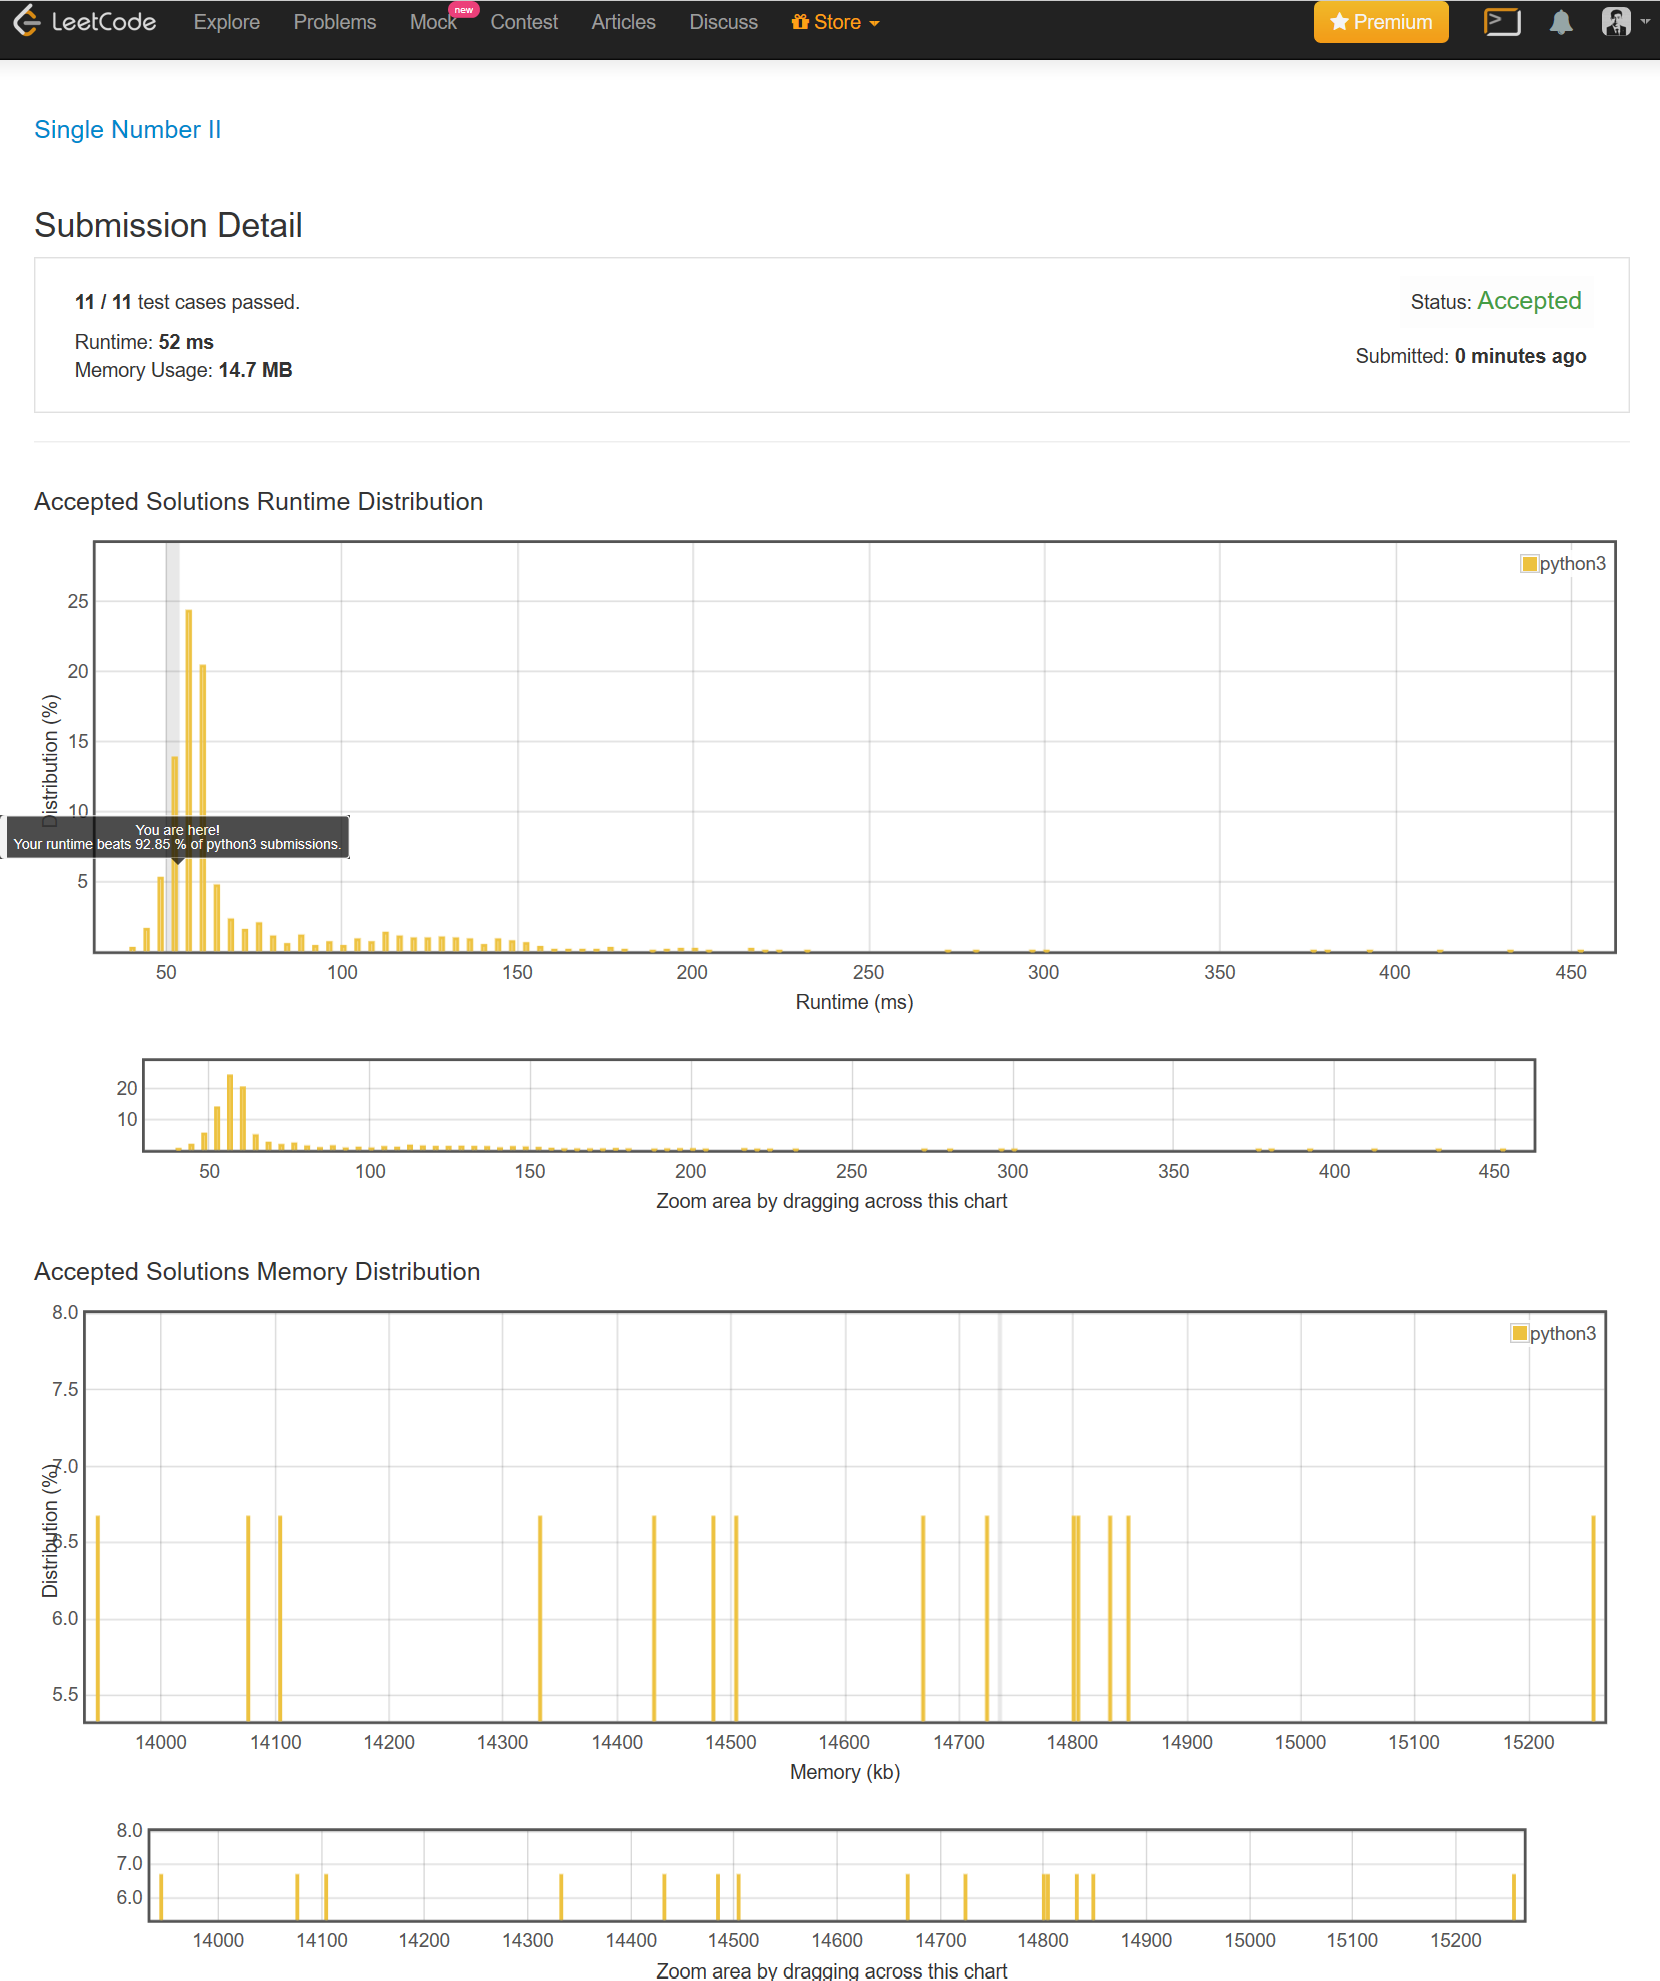 LeetCode Explore Problems Mock new Contest Articles Discuss Store Premium
Single Number II
Submission Detail
11 / 11 test cases passed.
Status: Accepted
Runtime: 52 ms
Submitted: 0 minutes ago
Memory Usage: 14.7 MB
Accepted Solutions Runtime Distribution
python3
25
20
15
10
5
Distribution (%)
You are here!
Your runtime beats 92.85 % of python3 submissions.
50 100 150 200 250 300 350 400 450
Runtime (ms)
20
10
50 100 150 200 250 300 350 400 450
Zoom area by dragging across this chart
Accepted Solutions Memory Distribution
python3
8.0
7.5
7.0
6.5
6.0
5.5
Distribution (%)
14000 14100 14200 14300 14400 14500 14600 14700 14800 14900 15000 15100 15200
Memory (kb)
8.0
7.0
6.0
14000 14100 14200 14300 14400 14500 14600 14700 14800 14900 15000 15100 15200
Zoom area by dragging across this chart